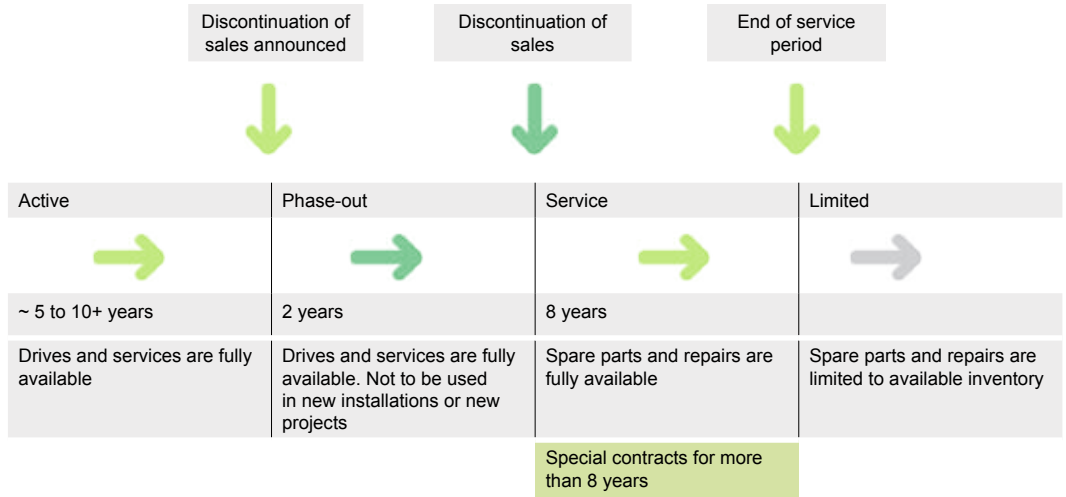 Discontinuation of
sales announced
Discontinuation of
sales
End of service
period
Active
Phase-out
Service
Limited
~ 5 to 10+ years
2 years
8 years
Drives and services are fully
available
Drives and services are fully
available. Not to be used
in new installations or new
projects
Spare parts and repairs are
fully available
Spare parts and repairs are
limited to available inventory
Special contracts for more
than 8 years